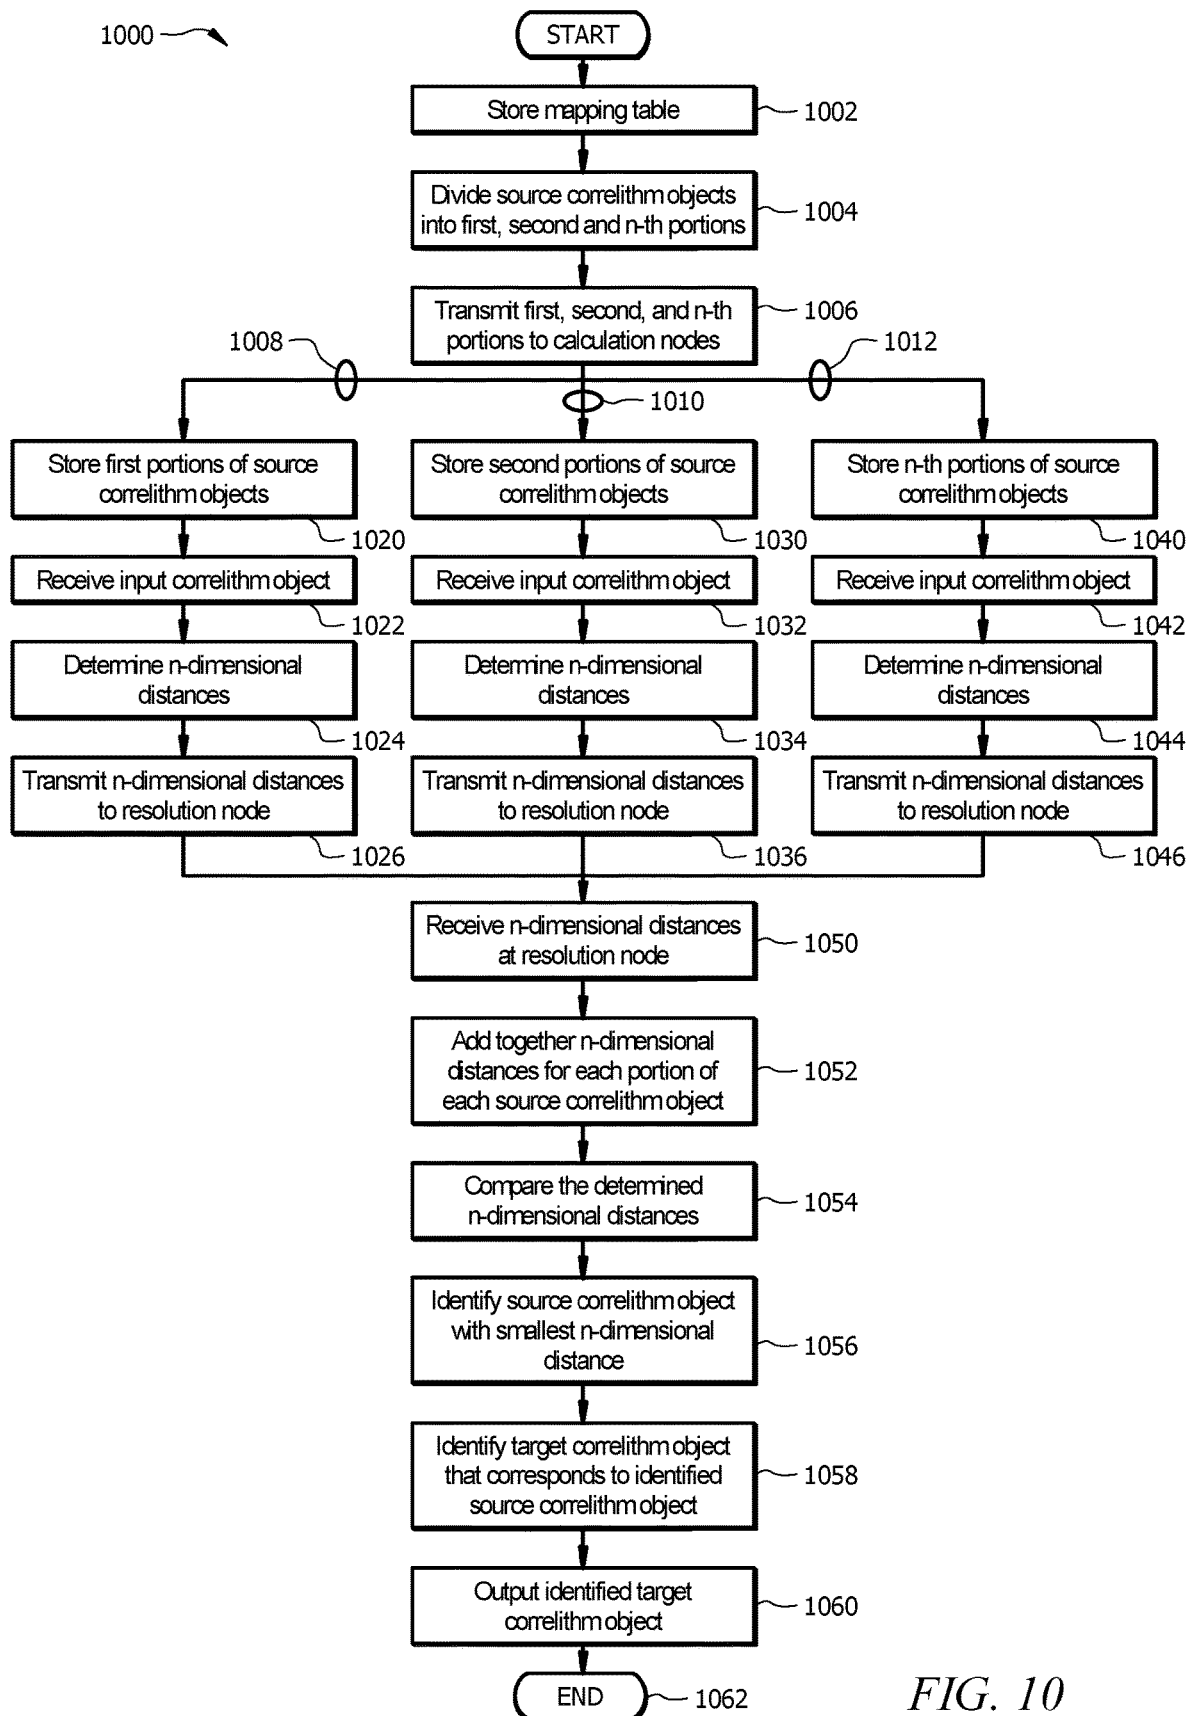 1000
START
Store mapping table
1002
Divide source correlithm objects
into first, second and n-th portions
1004
Transmit first, second, and n-th
portions to calculation nodes
1006
1008
1010
1012
Store first portions of source
correlithm objects
1020
Receive input correlithm object
1022
Determine n-dimensional
distances
1024
Transmit n-dimensional distances
to resolution node
1026
Store second portions of source
correlithm objects
1030
Receive input correlithm object
1032
Determine n-dimensional
distances
1034
Transmit n-dimensional distances
to resolution node
1036
Store n-th portions of source
correlithm objects
1040
Receive input correlithm object
1042
Determine n-dimensional
distances
1044
Transmit n-dimensional distances
to resolution node
1046
Receive n-dimensional distances
at resolution node
1050
Add together n-dimensional
distances for each portion of
each source correlithm object
1052
Compare the determined
n-dimensional distances
1054
Identify source correlithm object
with smallest n-dimensional
distance
1056
Identify target correlithm object
that corresponds to identified
source correlithm object
1058
Output identified target
correlithm object
1060
END
1062
FIG. 10